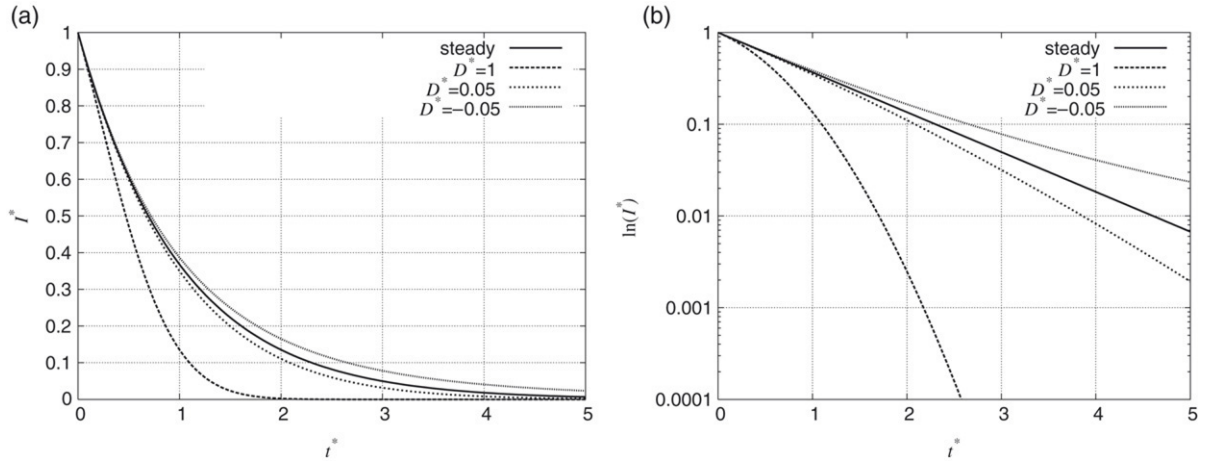 (a)
1
0.9
0.8
0.7
0.6
0.5
0.4
0.3
0.2
0.1
0
I*
0 1 2 3 4 5
t*
steady
D*=1
D*=0.05
D*=−0.05
(b)
1
0.1
0.01
0.001
0.0001
ln(I*)
0 1 2 3 4 5
t*
steady
D*=1
D*=0.05
D*=−0.05